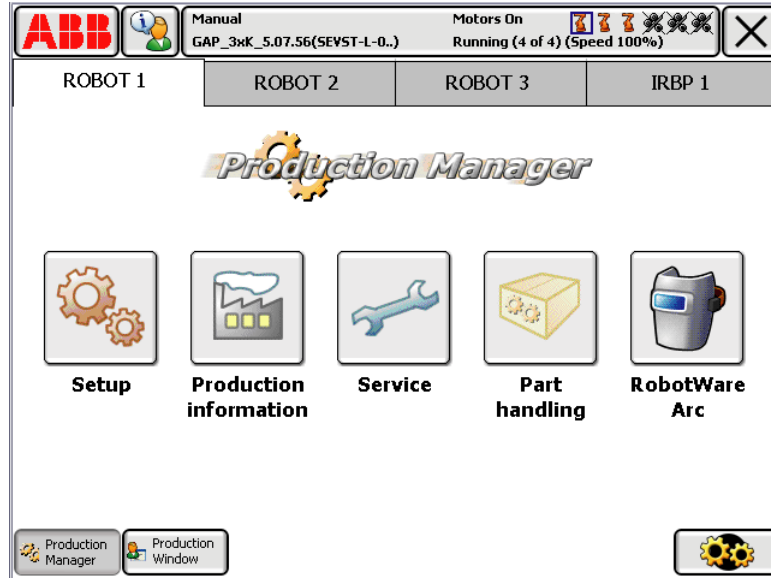 ABB
Manual
GAP_3xK_5.07.56(SEVST-L-0..)
Motors On
Running (4 of 4) (Speed 100%)
ROBOT 1
ROBOT 2
ROBOT 3
IRBP 1
Production Manager
Setup
Production
information
Service
Part
handling
RobotWare
Arc
Production
Manager
Production
Window